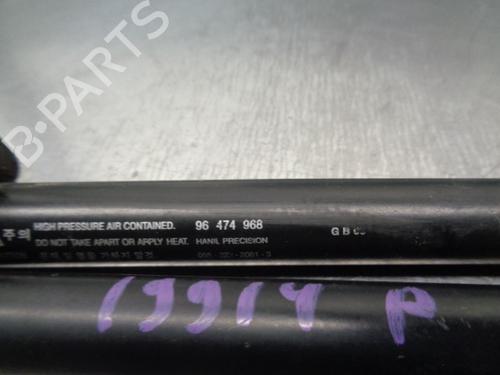 B-PARTS
주의 HIGH PRESSURE AIR CONTAINED. 96 474 968
DO NOT TAKE APART OR APPLY HEAT. HANIL PRECISION
G B
19914 P